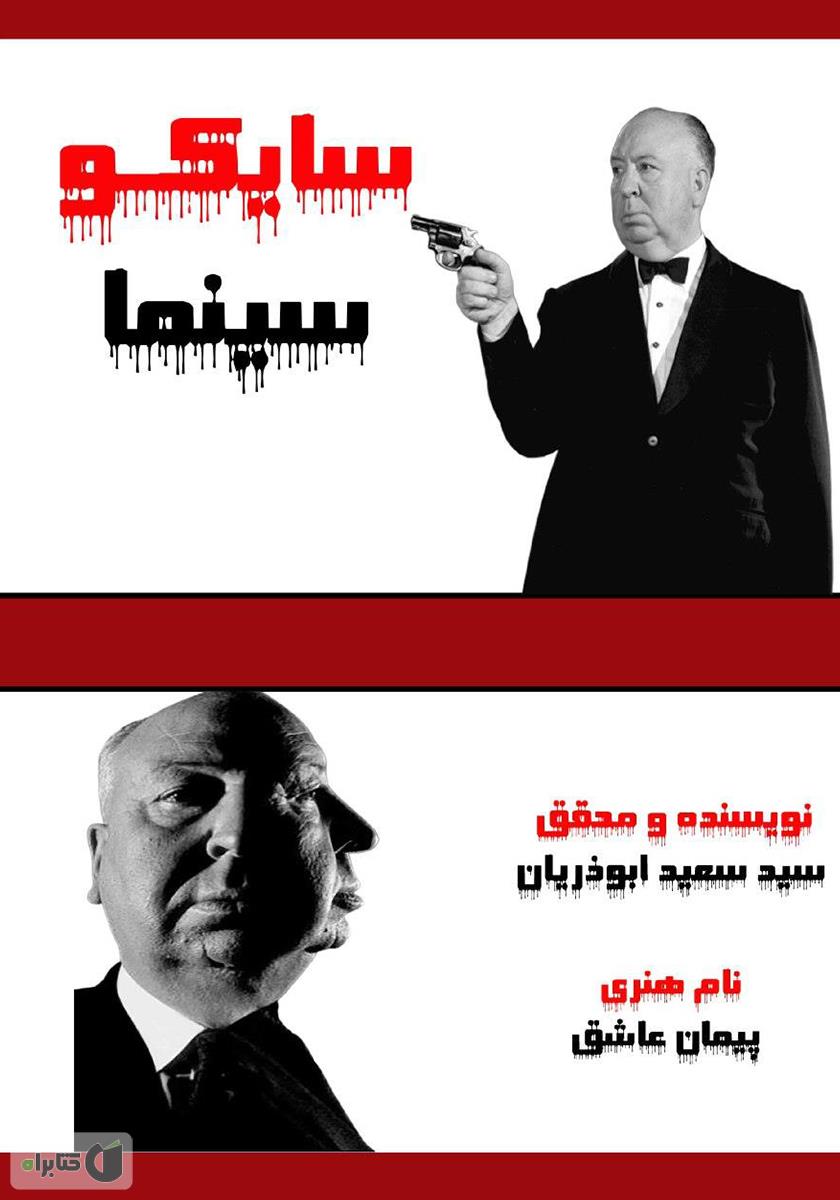 سایکو
سینما
نویسنده و محقق
سید سعید ابوذریان
نام هنری
پیمان عاشق
کتابراه